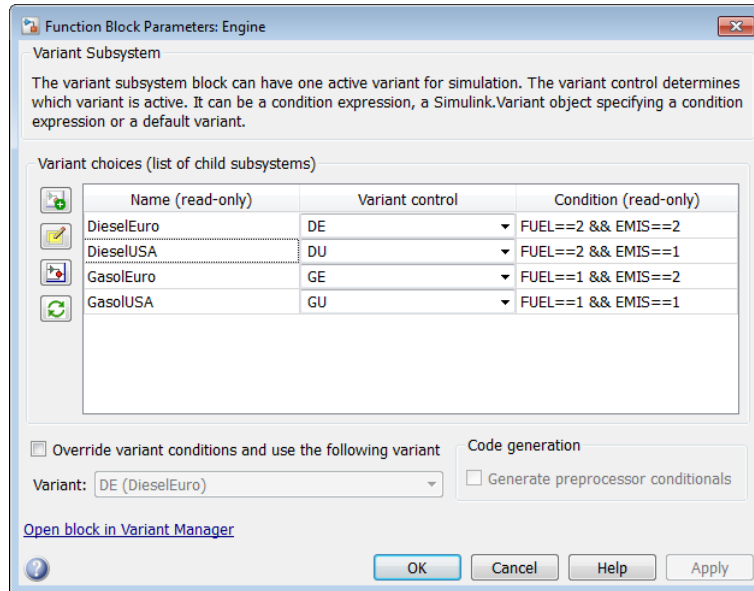 Function Block Parameters: Engine
Variant Subsystem
The variant subsystem block can have one active variant for simulation. The variant control determines
which variant is active. It can be a condition expression, a Simulink.Variant object specifying a condition
expression or a default variant.
Variant choices (list of child subsystems)
Name (read-only) Variant control Condition (read-only)
DieselEuro DE FUEL==2 && EMIS==2
DieselUSA DU FUEL==2 && EMIS==1
GasolEuro GE FUEL==1 && EMIS==2
GasolUSA GU FUEL==1 && EMIS==1
Override variant conditions and use the following variant
Variant: DE (DieselEuro)
Code generation
Generate preprocessor conditionals
Open block in Variant Manager
OK Cancel Help Apply